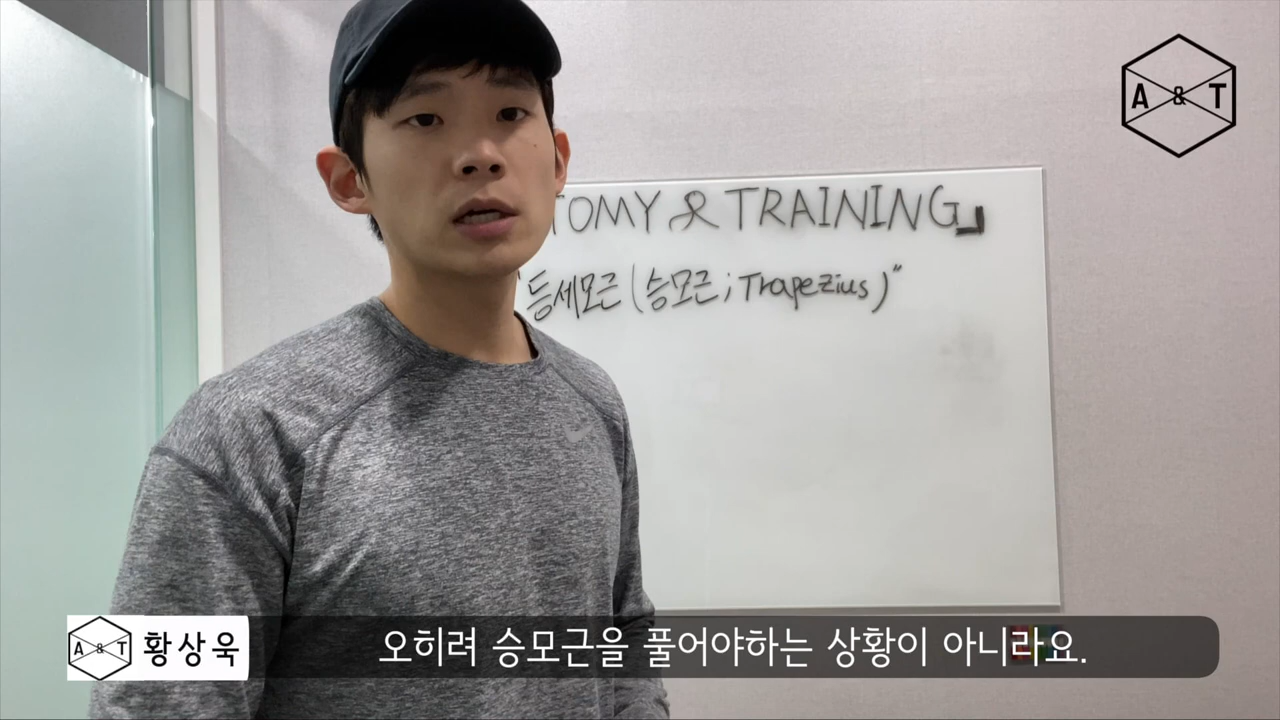 A & T
TOMY & TRAINING」
"등세모근(승모근; Trapezius)"
A & T 황상욱
오히려 승모근을 풀어야하는 상황이 아니라요.